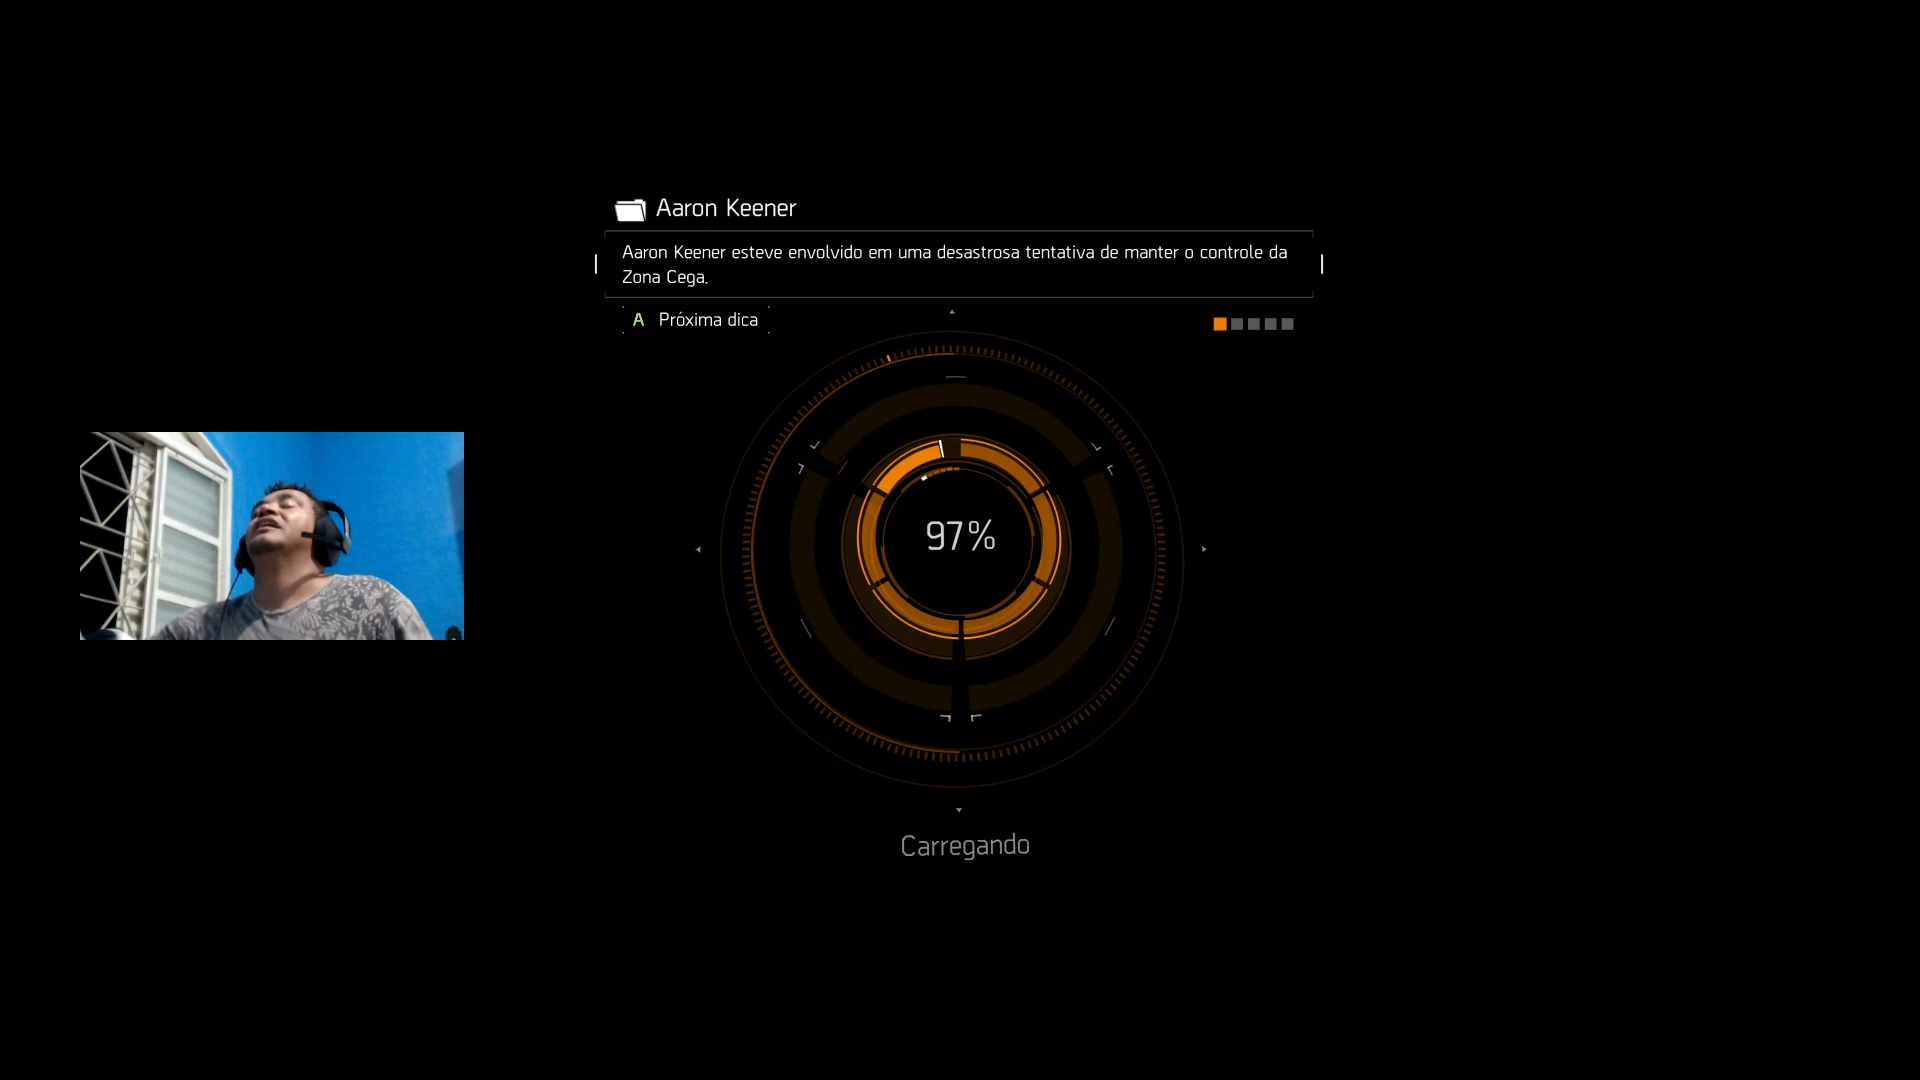 Aaron Keener
Aaron Keener esteve envolvido em uma desastrosa tentativa de manter o controle da
Zona Cega.
A Próxima dica
97%
Carregando